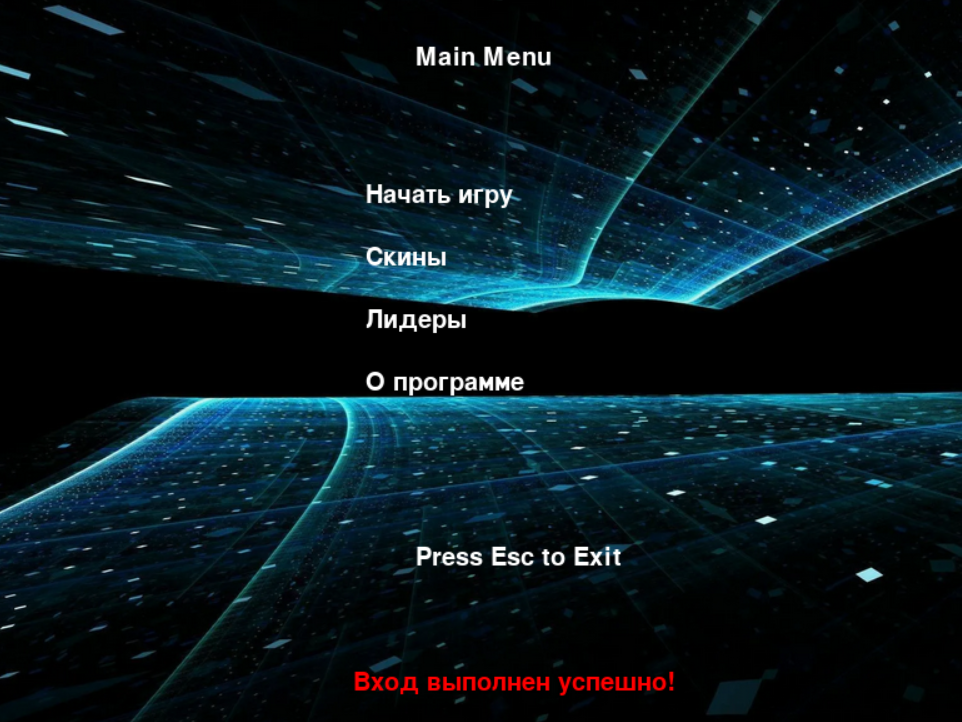 Main Menu
Начать игру
Скины
Лидеры
О программе
Press Esc to Exit
Вход выполнен успешно!